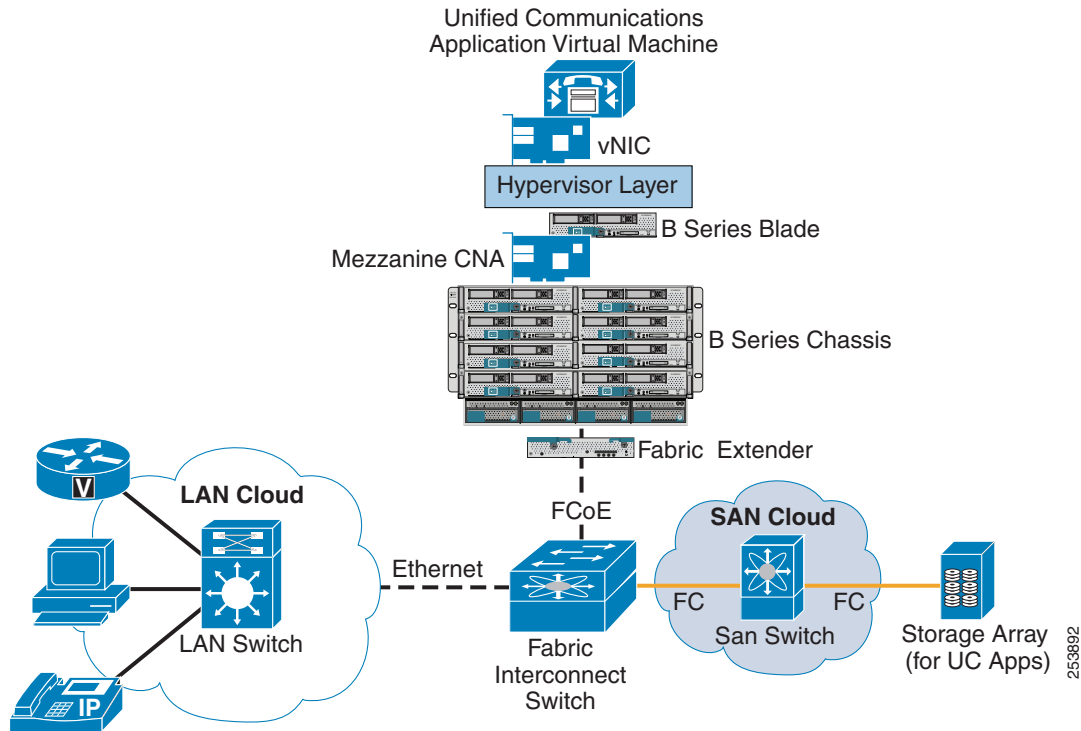 Unified Communications
Application Virtual Machine
vNIC
Hypervisor Layer
B Series Blade
Mezzanine CNA
B Series Chassis
Fabric Extender
FCoE
V
LAN Cloud
LAN Switch
IP
Ethernet
Fabric
Interconnect
Switch
SAN Cloud
FC
San Switch
FC
Storage Array
(for UC Apps)
253892